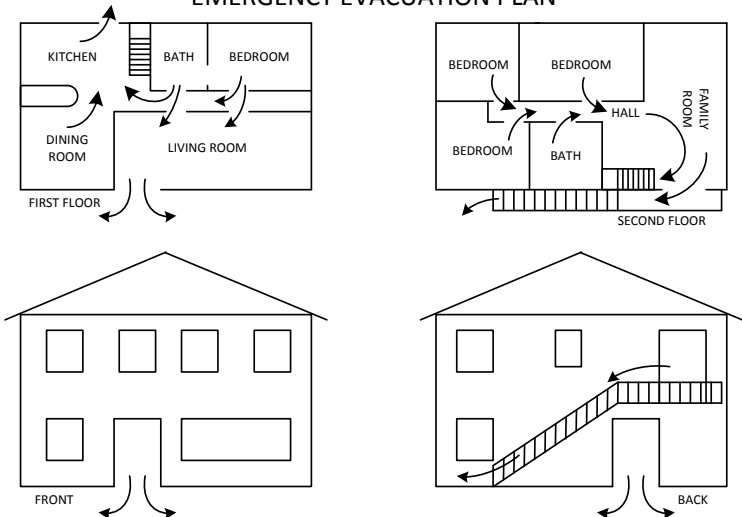 EMERGENCY EVACUATION PLAN
KITCHEN
BATH
BEDROOM
DINING
ROOM
LIVING ROOM
FIRST FLOOR
BEDROOM
BEDROOM
HALL
FAMILY
ROOM
BEDROOM
BATH
SECOND FLOOR
FRONT
BACK